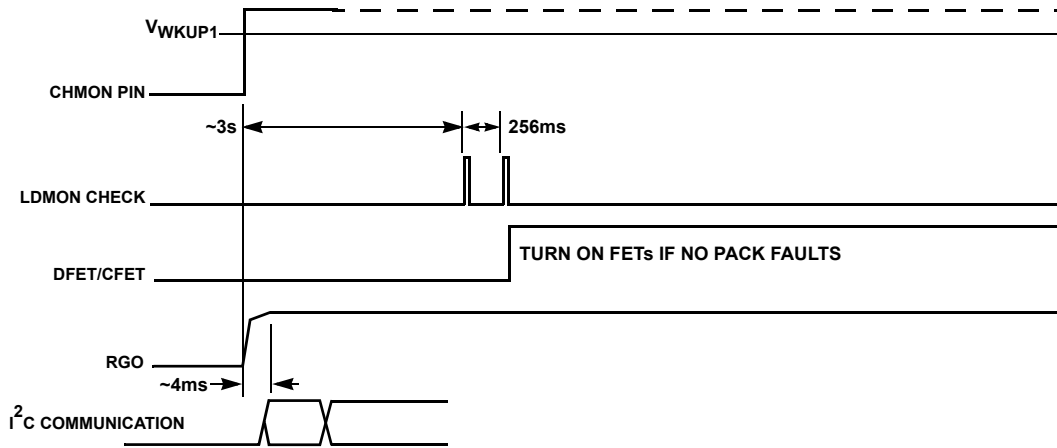 VWKUP1
CHMON PIN
~3s
256ms
LDMON CHECK
TURN ON FETs IF NO PACK FAULTS
DFET/CFET
RGO
~4ms
I2C COMMUNICATION